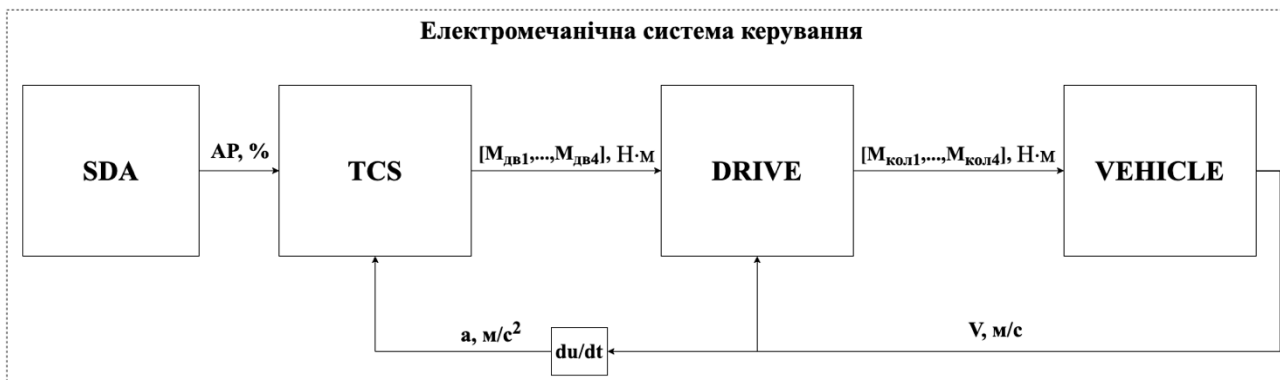 Електромеханічна система керування
SDA
AP, %
TCS
[Mдв1,...,Mдв4], Н·м
DRIVE
[Mкол1,...,Mкол4], Н·м
VEHICLE
a, м/с²
du/dt
V, м/с